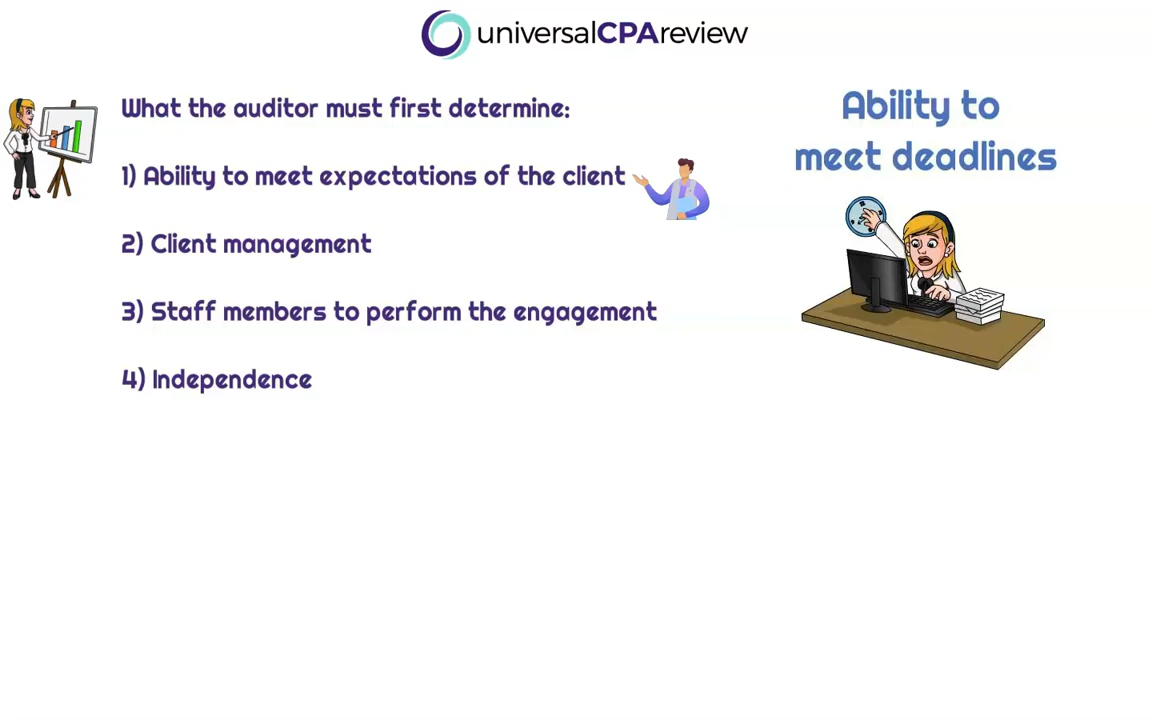 universalCPAreview
What the auditor must first determine:
1) Ability to meet expectations of the client
2) Client management
3) Staff members to perform the engagement
4) Independence
Ability to
meet deadlines